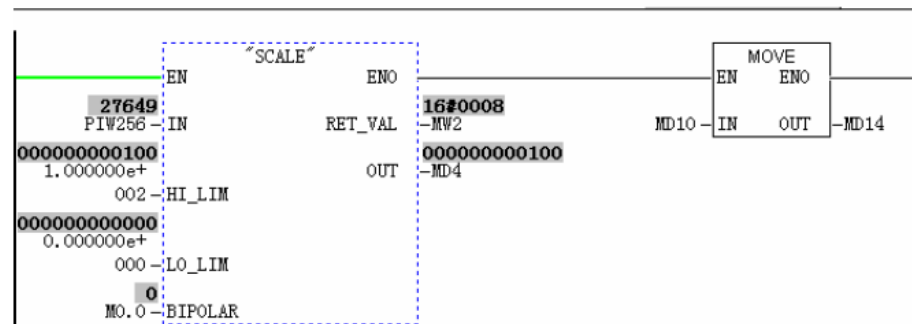 "SCALE"
MOVE
EN ENO
EN ENO
27649
16#0008
PIW256 IN RET_VAL MW2
MD10 IN OUT MD14
000000000100
000000000100
1.000000e+
OUT MD4
002 HI_LIM
000000000000
0.000000e+
000 LO_LIM
0
M0.0 BIPOLAR